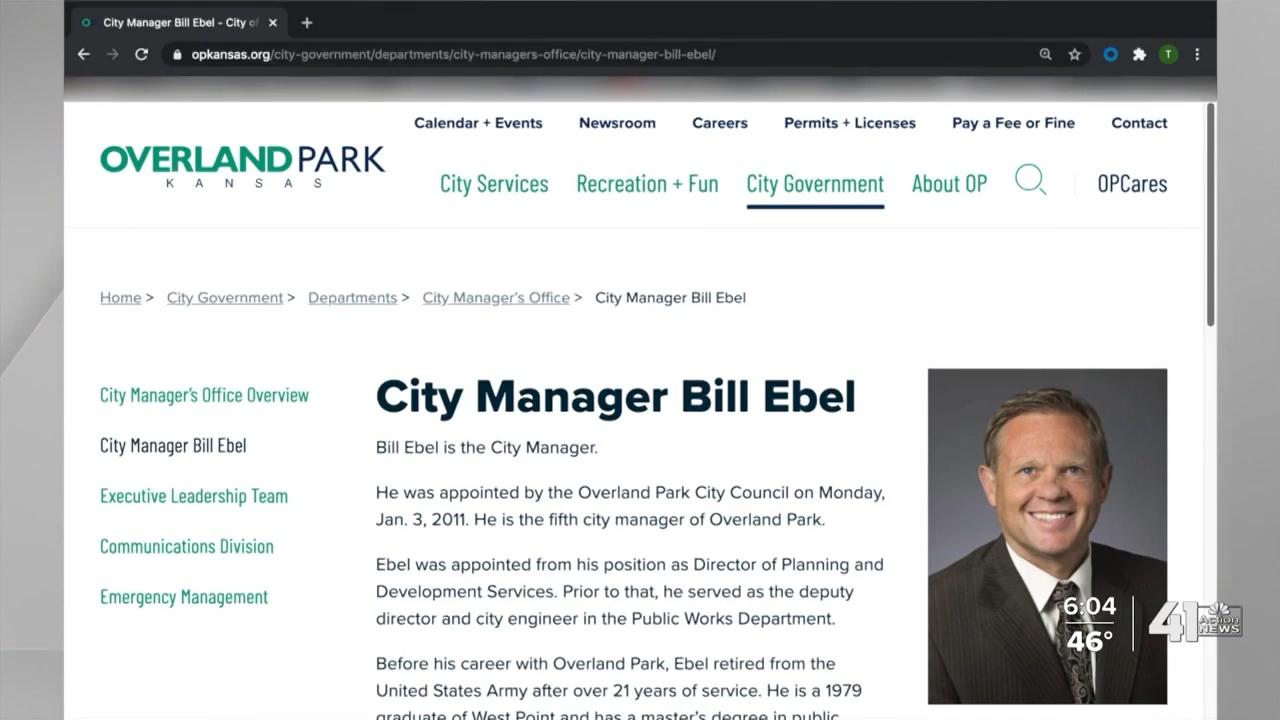 City Manager Bill Ebel - City of
opkansas.org/city-government/departments/city-managers-office/city-manager-bill-ebel/
T
Calendar + Events Newsroom Careers Permits + Licenses Pay a Fee or Fine Contact
OVERLAND PARK
KANSAS
City Services Recreation + Fun City Government About OP OPCares
Home > City Government > Departments > City Manager's Office > City Manager Bill Ebel
City Manager's Office Overview
City Manager Bill Ebel
Executive Leadership Team
Communications Division
Emergency Management
City Manager Bill Ebel
Bill Ebel is the City Manager.
He was appointed by the Overland Park City Council on Monday,
Jan. 3, 2011. He is the fifth city manager of Overland Park.
Ebel was appointed from his position as Director of Planning and
Development Services. Prior to that, he served as the deputy
director and city engineer in the Public Works Department.
Before his career with Overland Park, Ebel retired from the
United States Army after over 21 years of service. He is a 1979
graduate of West Point and has a master's degree in public
6:04
46°
41
Action
NEWS